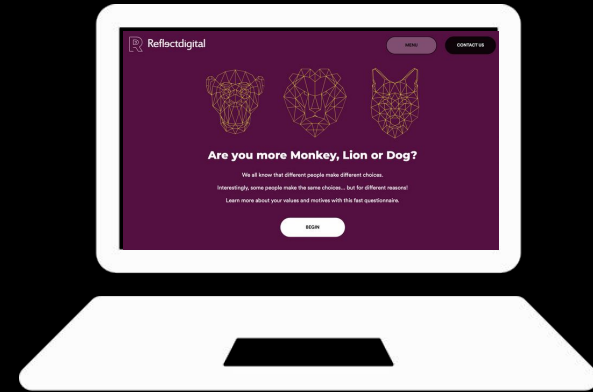 Reflectdigital
MENU
CONTACT US
Are you more Monkey, Lion or Dog?
We all know that different people make different choices.
Interestingly, some people make the same choices... but for different reasons!
Learn more about your values and motives with this fast questionnaire.
BEGIN